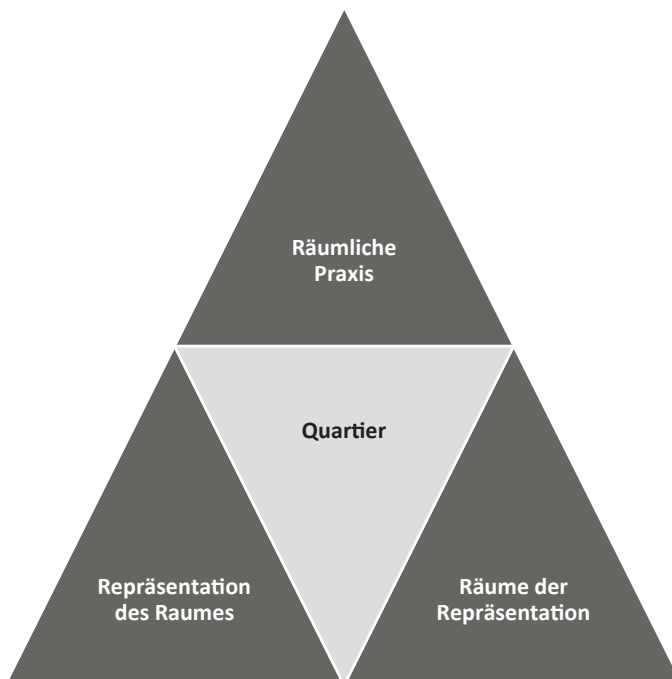 Räumliche
Praxis
Quartier
Repräsentation
des Raumes
Räume der
Repräsentation